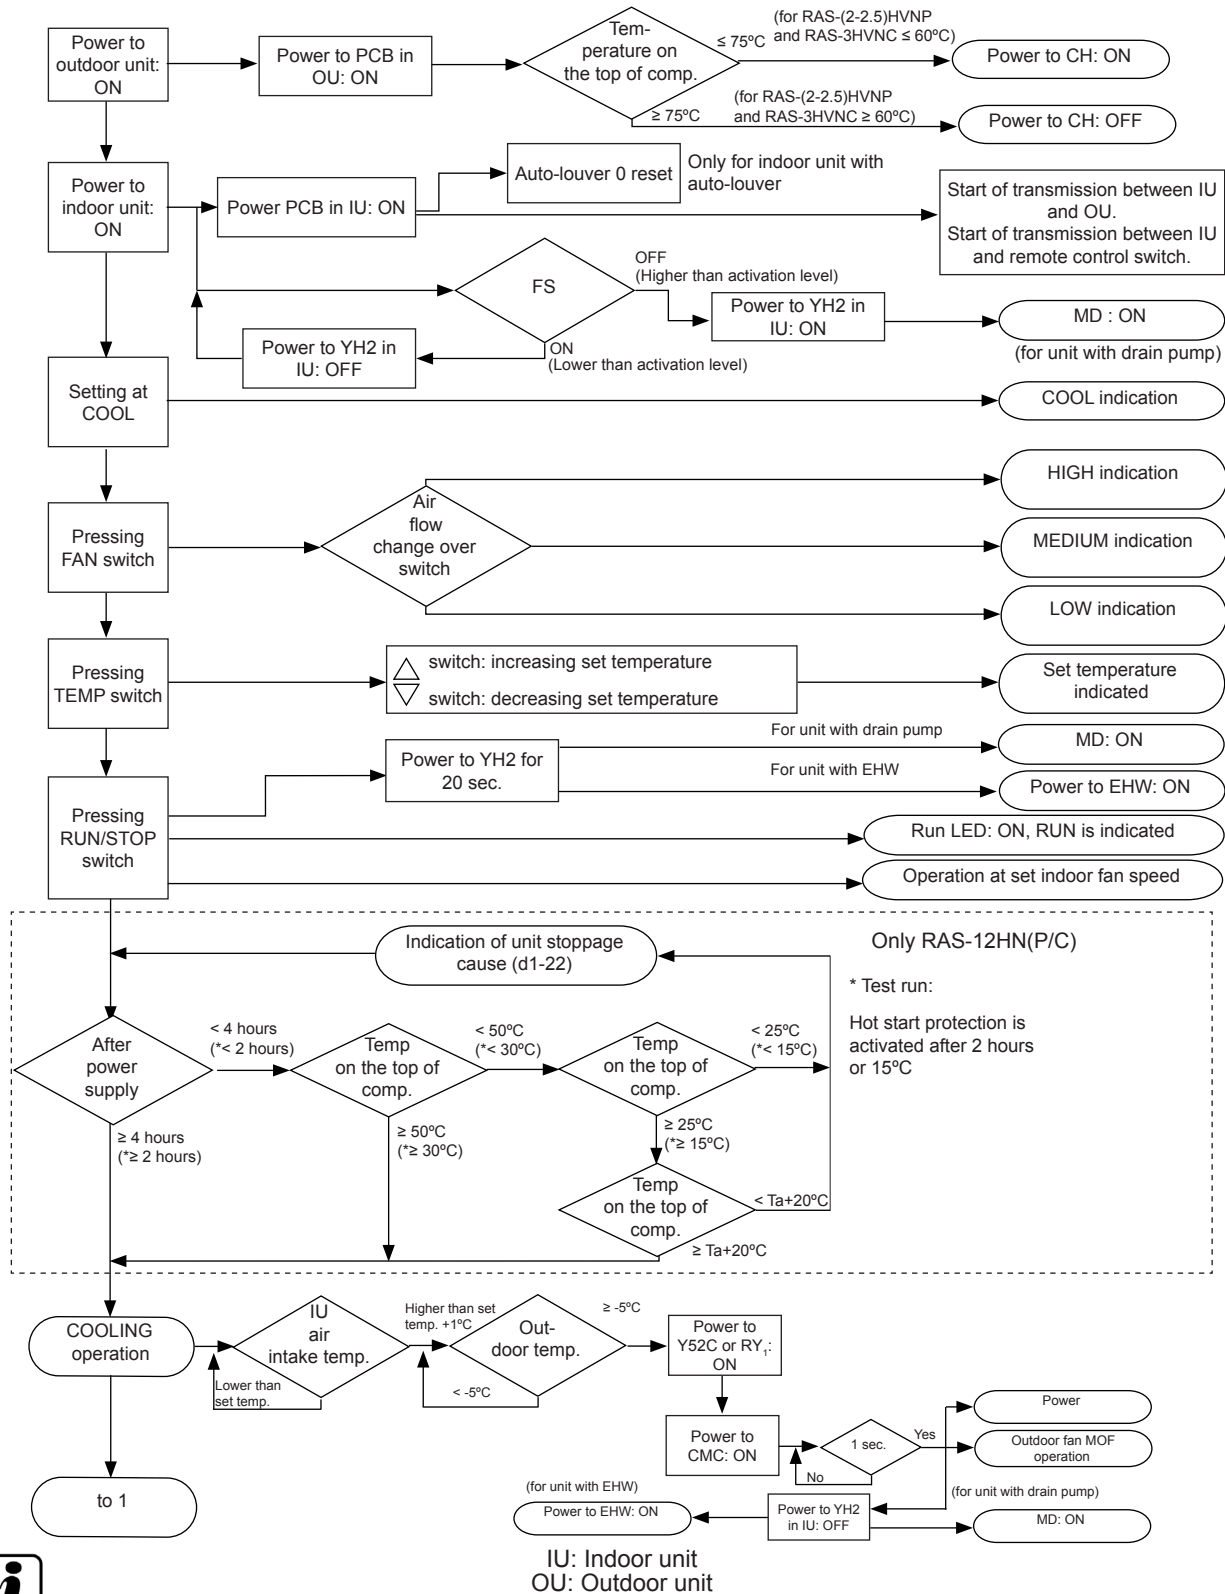 Power to
outdoor unit:
ON
Power to PCB in
OU: ON
Tem-
perature on
the top of comp.
≤ 75ºC
(for RAS-(2-2.5)HVNP
and RAS-3HVNC ≤ 60ºC)
Power to CH: ON
≥ 75ºC
(for RAS-(2-2.5)HVNP
and RAS-3HVNC ≥ 60ºC)
Power to CH: OFF
Power to
indoor unit:
ON
Power PCB in IU: ON
Auto-louver 0 reset
Only for indoor unit with
auto-louver
Start of transmission between IU
and OU.
Start of transmission between IU
and remote control switch.
FS
OFF
(Higher than activation level)
Power to YH2 in
IU: ON
MD : ON
(for unit with drain pump)
ON
(Lower than activation level)
Power to YH2 in
IU: OFF
Setting at
COOL
COOL indication
Pressing
FAN switch
Air
flow
change over
switch
HIGH indication
MEDIUM indication
LOW indication
Pressing
TEMP switch
△ switch: increasing set temperature
▽ switch: decreasing set temperature
Set temperature
indicated
Pressing
RUN/STOP
switch
Power to YH2 for
20 sec.
For unit with drain pump
MD: ON
For unit with EHW
Power to EHW: ON
Run LED: ON, RUN is indicated
Operation at set indoor fan speed
Indication of unit stoppage
cause (d1-22)
Only RAS-12HN(P/C)
* Test run:
Hot start protection is
activated after 2 hours
or 15ºC
After
power
supply
< 4 hours
(*< 2 hours)
Temp
on the top of
comp.
< 50ºC
(*< 30ºC)
Temp
on the top of
comp.
< 25ºC
(*< 15ºC)
≥ 4 hours
(*≥ 2 hours)
≥ 50ºC
(*≥ 30ºC)
≥ 25ºC
(*≥ 15ºC)
Temp
on the top of
comp.
< Ta+20ºC
≥ Ta+20ºC
COOLING
operation
IU
air
intake temp.
Lower than
set temp.
Higher than set
temp. +1ºC
Out-
door temp.
≥ -5ºC
< -5ºC
Power to
Y52C or RY1:
ON
Power to
CMC: ON
1 sec.
Yes
No
Power
Outdoor fan MOF
operation
(for unit with drain pump)
MD: ON
Power to YH2
in IU: OFF
(for unit with EHW)
Power to EHW: ON
to 1
IU: Indoor unit
OU: Outdoor unit
i